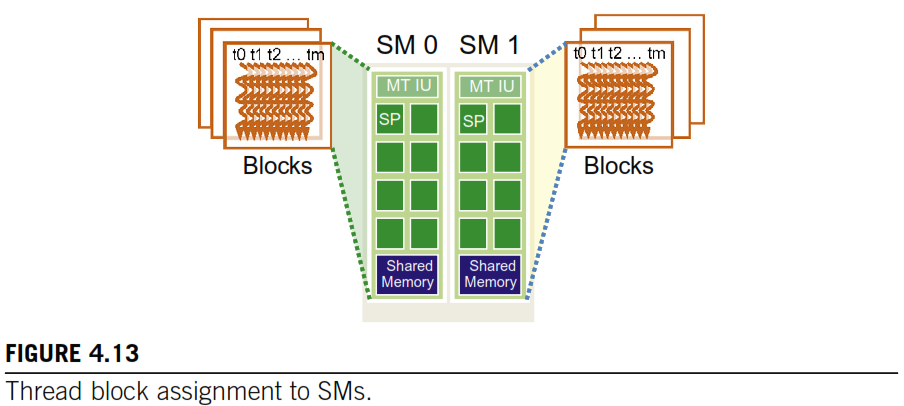 SM 0 SM 1
t0 t1 t2 ... tm
MT IU
MT IU
t0 t1 t2 ... tm
SP
SP
Blocks
Blocks
Shared
Memory
Shared
Memory
FIGURE 4.13
Thread block assignment to SMs.